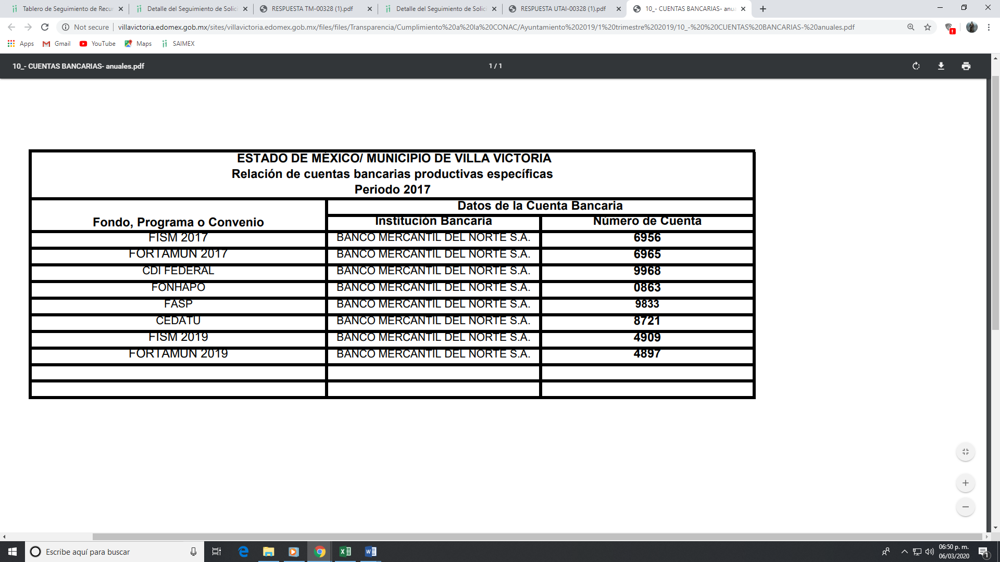 Tablero de Seguimiento de Recur
Detalle del Seguimiento de Solici
RESPUESTA TM-00328 (1).pdf
Detalle del Seguimiento de Solici
RESPUESTA UTAI-00328 (1).pdf
10_- CUENTAS BANCARIAS- anua
Not secure
villavictoria.edomex.gob.mx/sites/villavictoria.edomex.gob.mx/files/files/Transparencia/Cumplimiento%20a%20la%20CONAC/Ayuntamiento%202019/1%20trimestre%202019/10_-%20%20CUENTAS%20BANCARIAS-%20anuales.pdf
Apps Gmail YouTube Maps SAIMEX
10_- CUENTAS BANCARIAS- anuales.pdf
1 / 1
ESTADO DE MÉXICO/ MUNICIPIO DE VILLA VICTORIA
Relación de cuentas bancarias productivas específicas
Periodo 2017
Datos de la Cuenta Bancaria
Fondo, Programa o Convenio Institución Bancaria Número de Cuenta
FISM 2017 BANCO MERCANTIL DEL NORTE S.A. 6956
FORTAMUN 2017 BANCO MERCANTIL DEL NORTE S.A. 6965
CDI FEDERAL BANCO MERCANTIL DEL NORTE S.A. 9968
FONHAPO BANCO MERCANTIL DEL NORTE S.A. 0863
FASP BANCO MERCANTIL DEL NORTE S.A. 9833
CEDATU BANCO MERCANTIL DEL NORTE S.A. 8721
FISM 2019 BANCO MERCANTIL DEL NORTE S.A. 4909
FORTAMUN 2019 BANCO MERCANTIL DEL NORTE S.A. 4897
Escribe aquí para buscar
06:50 p. m.
06/03/2020
1